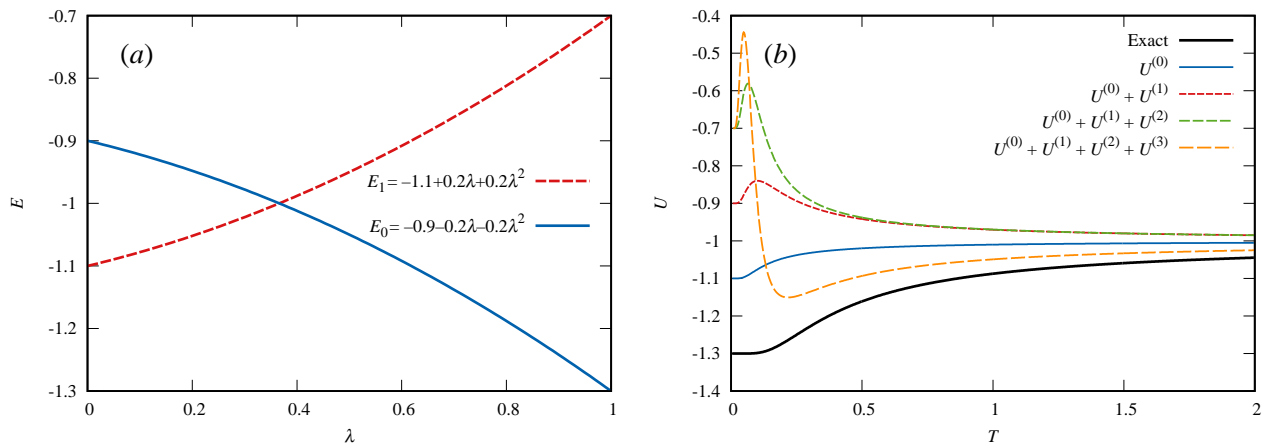 (a)
-0.7
-0.8
-0.9
-1
-1.1
-1.2
-1.3
E
0
0.2
0.4
0.6
0.8
1
λ
E₁ = −1.1+0.2λ+0.2λ²
E₀ = −0.9−0.2λ−0.2λ²
(b)
-0.4
-0.5
-0.6
-0.7
-0.8
-0.9
-1
-1.1
-1.2
-1.3
-1.4
U
0
0.5
1
1.5
2
T
Exact
U⁽⁰⁾
U⁽⁰⁾ + U⁽¹⁾
U⁽⁰⁾ + U⁽¹⁾ + U⁽²⁾
U⁽⁰⁾ + U⁽¹⁾ + U⁽²⁾ + U⁽³⁾